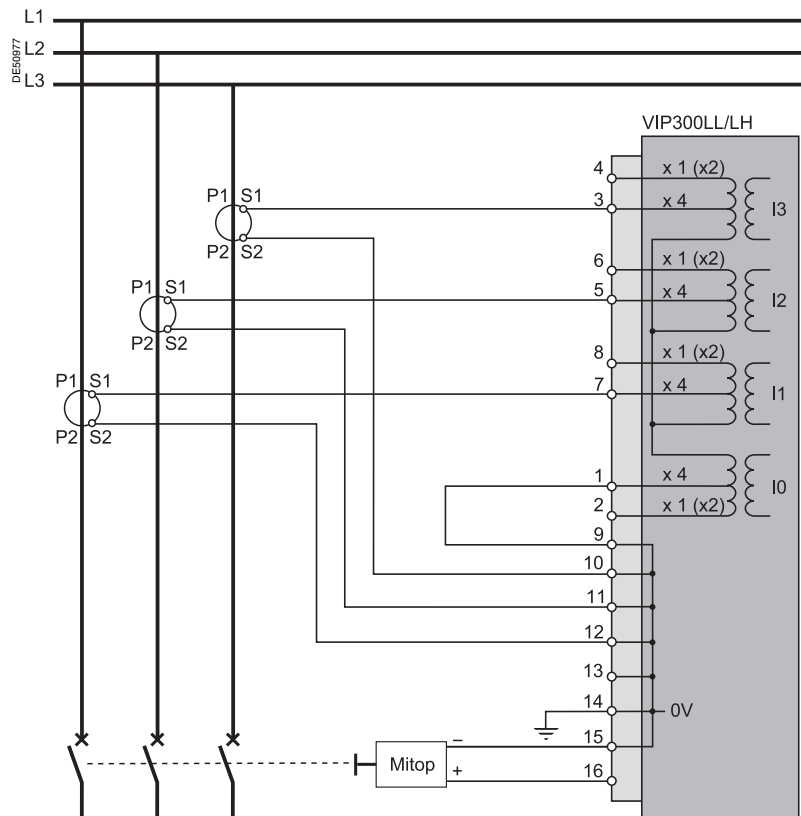 L1
L2
L3
DE50977
VIP300LL/LH
4 x 1 (x2)
3 x 4
I3
P1 S1
P2 S2
6 x 1 (x2)
5 x 4
I2
P1 S1
P2 S2
8 x 1 (x2)
7 x 4
I1
P1 S1
P2 S2
1 x 4
I0
2 x 1 (x2)
9
10
11
12
13
14 0V
15
16
Mitop
–
+